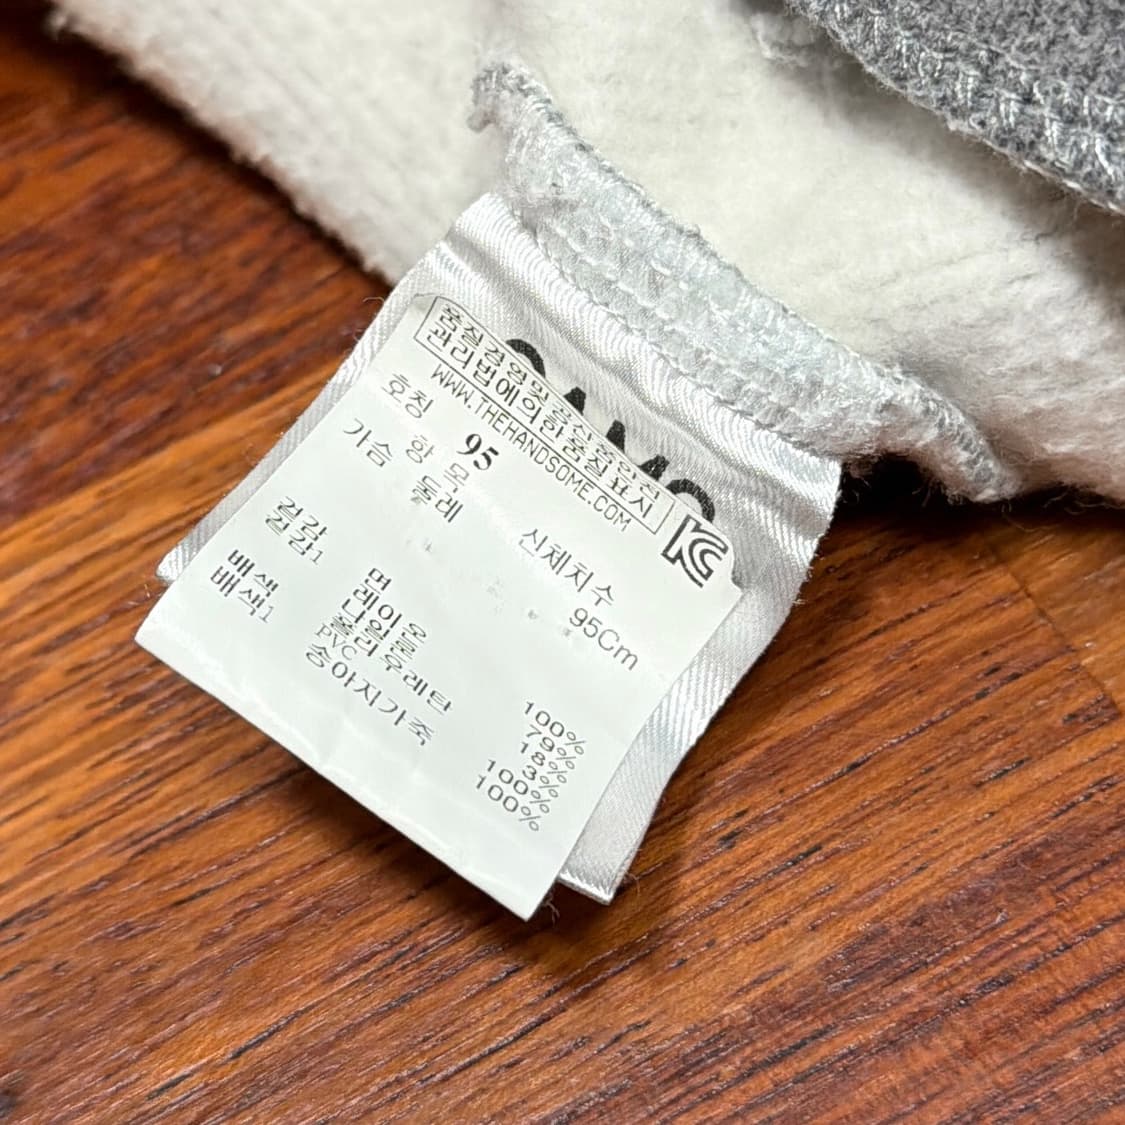 품질경영및공산품안전
관리법에의한품질표시
WWW.THEHANDSOME.COM
호칭 95
항 목 신체치수
가슴 둘레 95Cm
겉감 면 100%
겉감1 레이온 79%
나일론 18%
폴리우레탄 3%
배색 PVC 100%
배색1 송아지가죽 100%